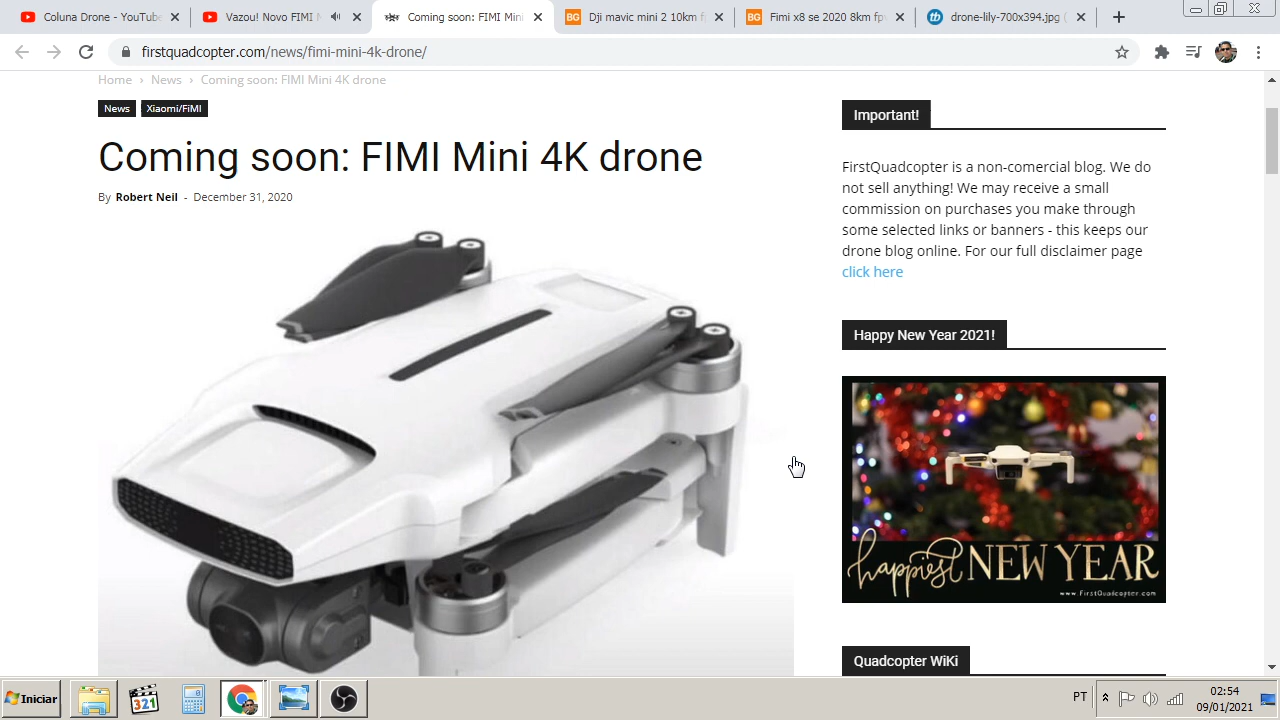 Coluna Drone - YouTube
Vazou! Novo FIMI M
Coming soon: FIMI Mini
Dji mavic mini 2 10km f
Fimi x8 se 2020 8km fpv
drone-lily-700x394.jpg (
firstquadcopter.com/news/fimi-mini-4k-drone/
Home › News › Coming soon: FIMI Mini 4K drone
News
Xiaomi/FiMI
Coming soon: FIMI Mini 4K drone
By Robert Neil - December 31, 2020
Important!
FirstQuadcopter is a non-comercial blog. We do
not sell anything! We may receive a small
commission on purchases you make through
some selected links or banners - this keeps our
drone blog online. For our full disclaimer page
click here
Happy New Year 2021!
happiest NEW YEAR
www.FirstQuadcopter.com
Quadcopter WiKi
Iniciar
321
PT
02:54
09/01/2021